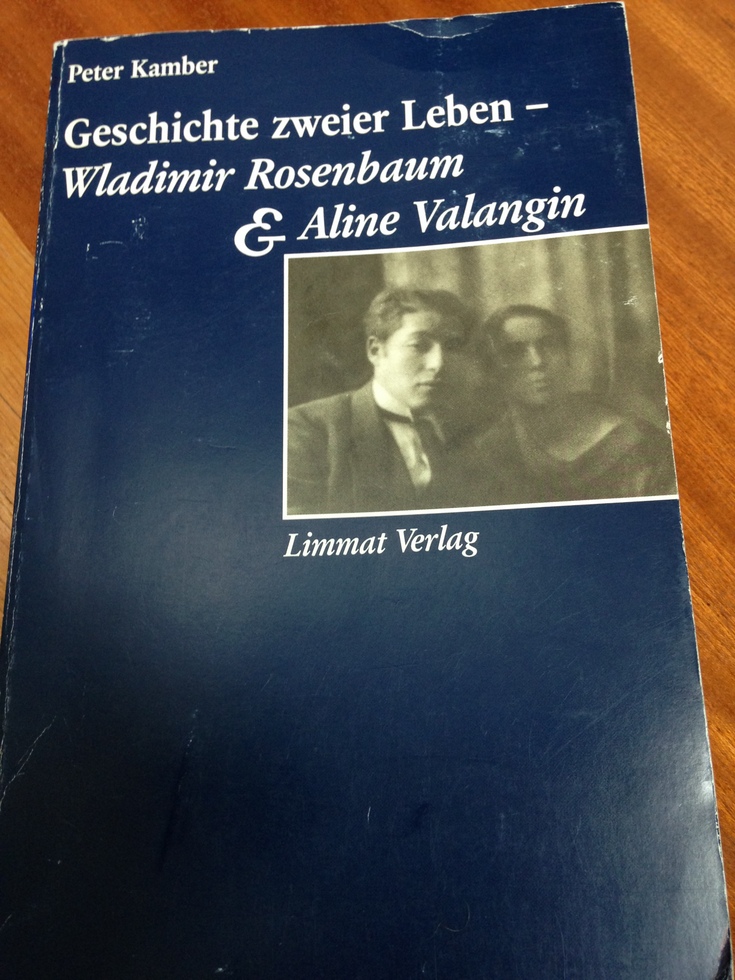 Peter Kamber
Geschichte zweier Leben –
Wladimir Rosenbaum
& Aline Valangin
Limmat Verlag